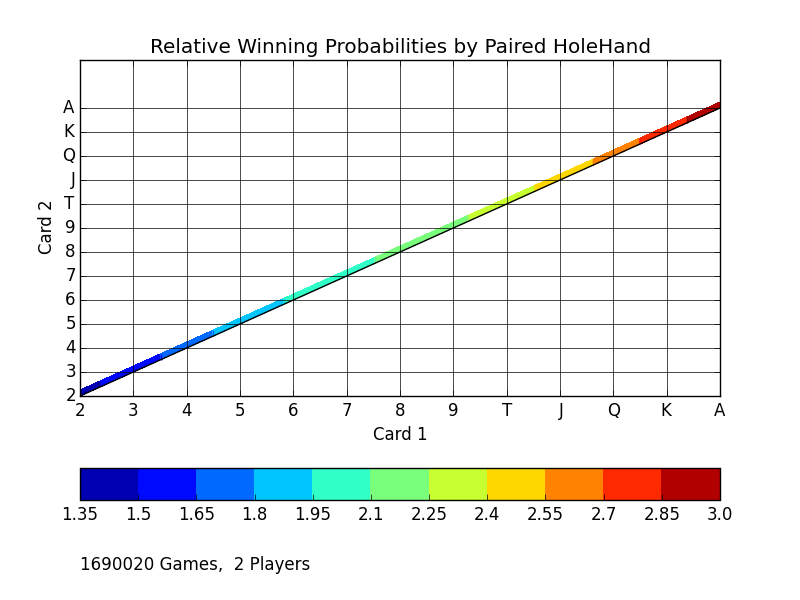 Relative Winning Probabilities by Paired HoleHand
A
K
Q
J
T
9
8
7
6
5
4
3
2
Card 2
2 3 4 5 6 7 8 9 T J Q K A
Card 1
1.35 1.5 1.65 1.8 1.95 2.1 2.25 2.4 2.55 2.7 2.85 3.0
1690020 Games,  2 Players